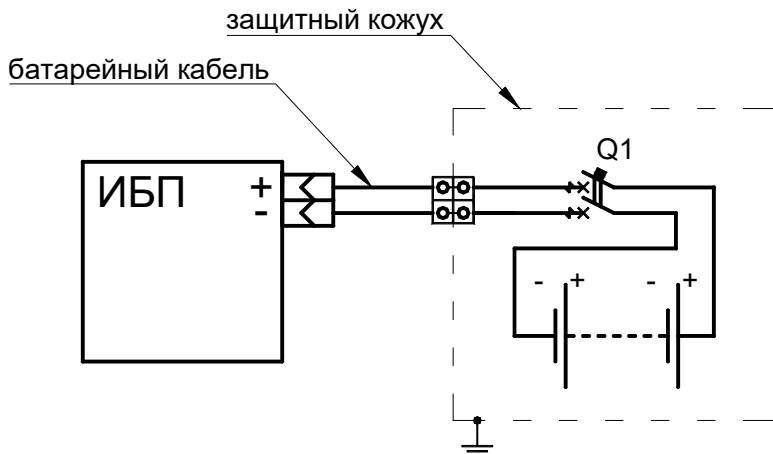 защитный кожух
батарейный кабель
Q1
ИБП +
-
- + - +